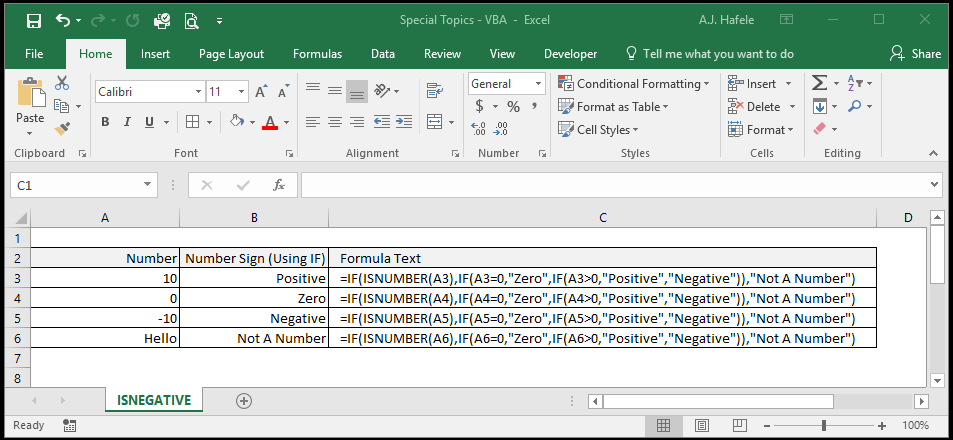 Special Topics - VBA - Excel A.J. Hafele
File Home Insert Page Layout Formulas Data Review View Developer Tell me what you want to do Share
Paste
Clipboard
Calibri 11 A A
B I U A
Font
ab
Alignment
General
$ % ,
.00 .0 .00
Number
Conditional Formatting
Format as Table
Cell Styles
Styles
Insert
Delete
Format
Cells
Σ A Z
Editing
C1 fx
A B C D
1
2 Number Number Sign (Using IF) Formula Text
3 10 Positive =IF(ISNUMBER(A3),IF(A3=0,"Zero",IF(A3>0,"Positive","Negative")),"Not A Number")
4 0 Zero =IF(ISNUMBER(A4),IF(A4=0,"Zero",IF(A4>0,"Positive","Negative")),"Not A Number")
5 -10 Negative =IF(ISNUMBER(A5),IF(A5=0,"Zero",IF(A5>0,"Positive","Negative")),"Not A Number")
6 Hello Not A Number =IF(ISNUMBER(A6),IF(A6=0,"Zero",IF(A6>0,"Positive","Negative")),"Not A Number")
7
8
ISNEGATIVE
Ready 100%